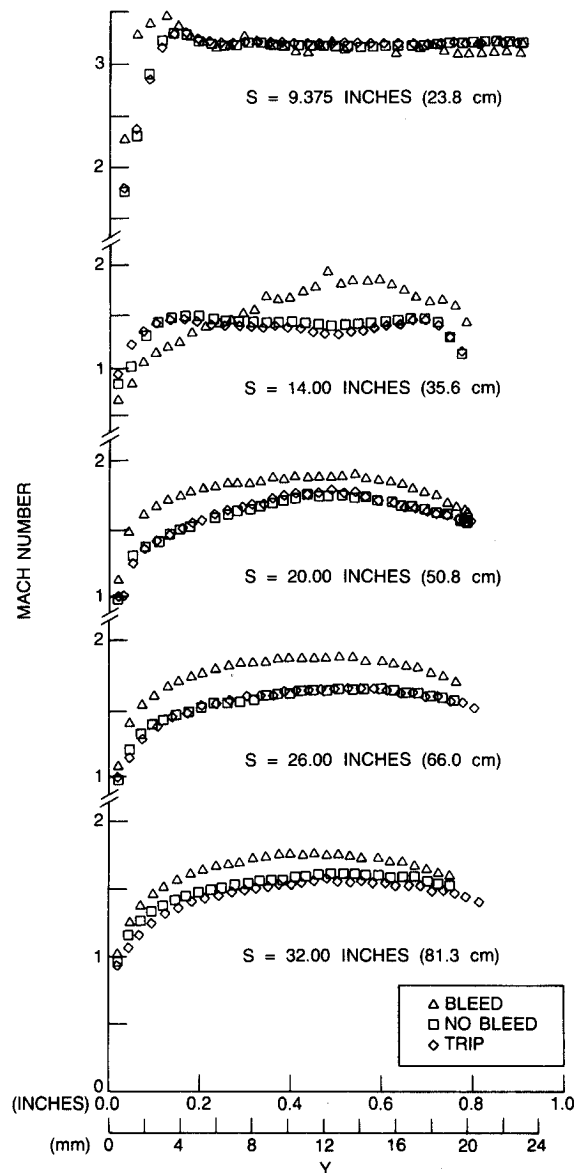 3
S = 9.375 INCHES (23.8 cm)
2
2
1
S = 14.00 INCHES (35.6 cm)
2
MACH NUMBER
S = 20.00 INCHES (50.8 cm)
1
2
S = 26.00 INCHES (66.0 cm)
1
2
S = 32.00 INCHES (81.3 cm)
1
BLEED
NO BLEED
TRIP
0
(INCHES) 0.0 0.2 0.4 0.6 0.8 1.0
(mm) 0 4 8 12 16 20 24
Y